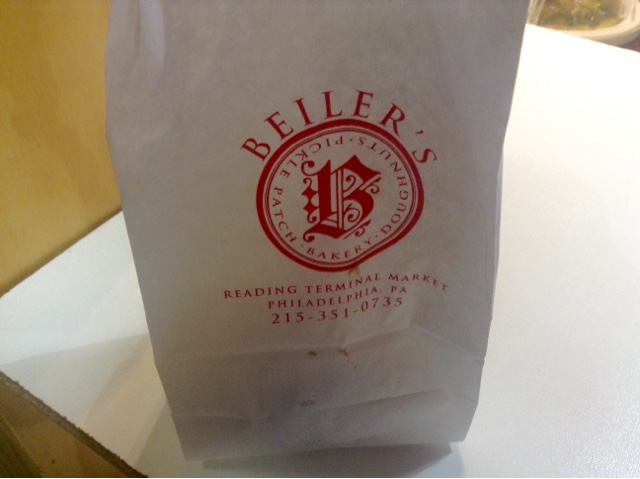 BEILER'S
PICKLE PATCH · BAKERY · DOUGHNUTS ·
B
READING TERMINAL MARKET
PHILADELPHIA, PA
215-351-0735